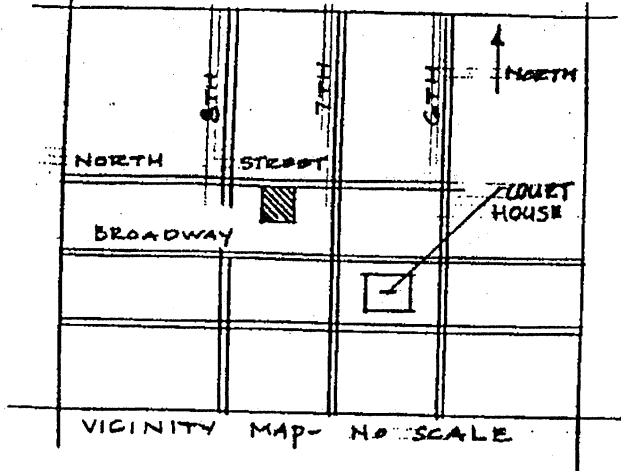 8TH
7TH
6TH
NORTH
NORTH STREET
COURT
HOUSE
BROADWAY
VICINITY MAP- NO SCALE